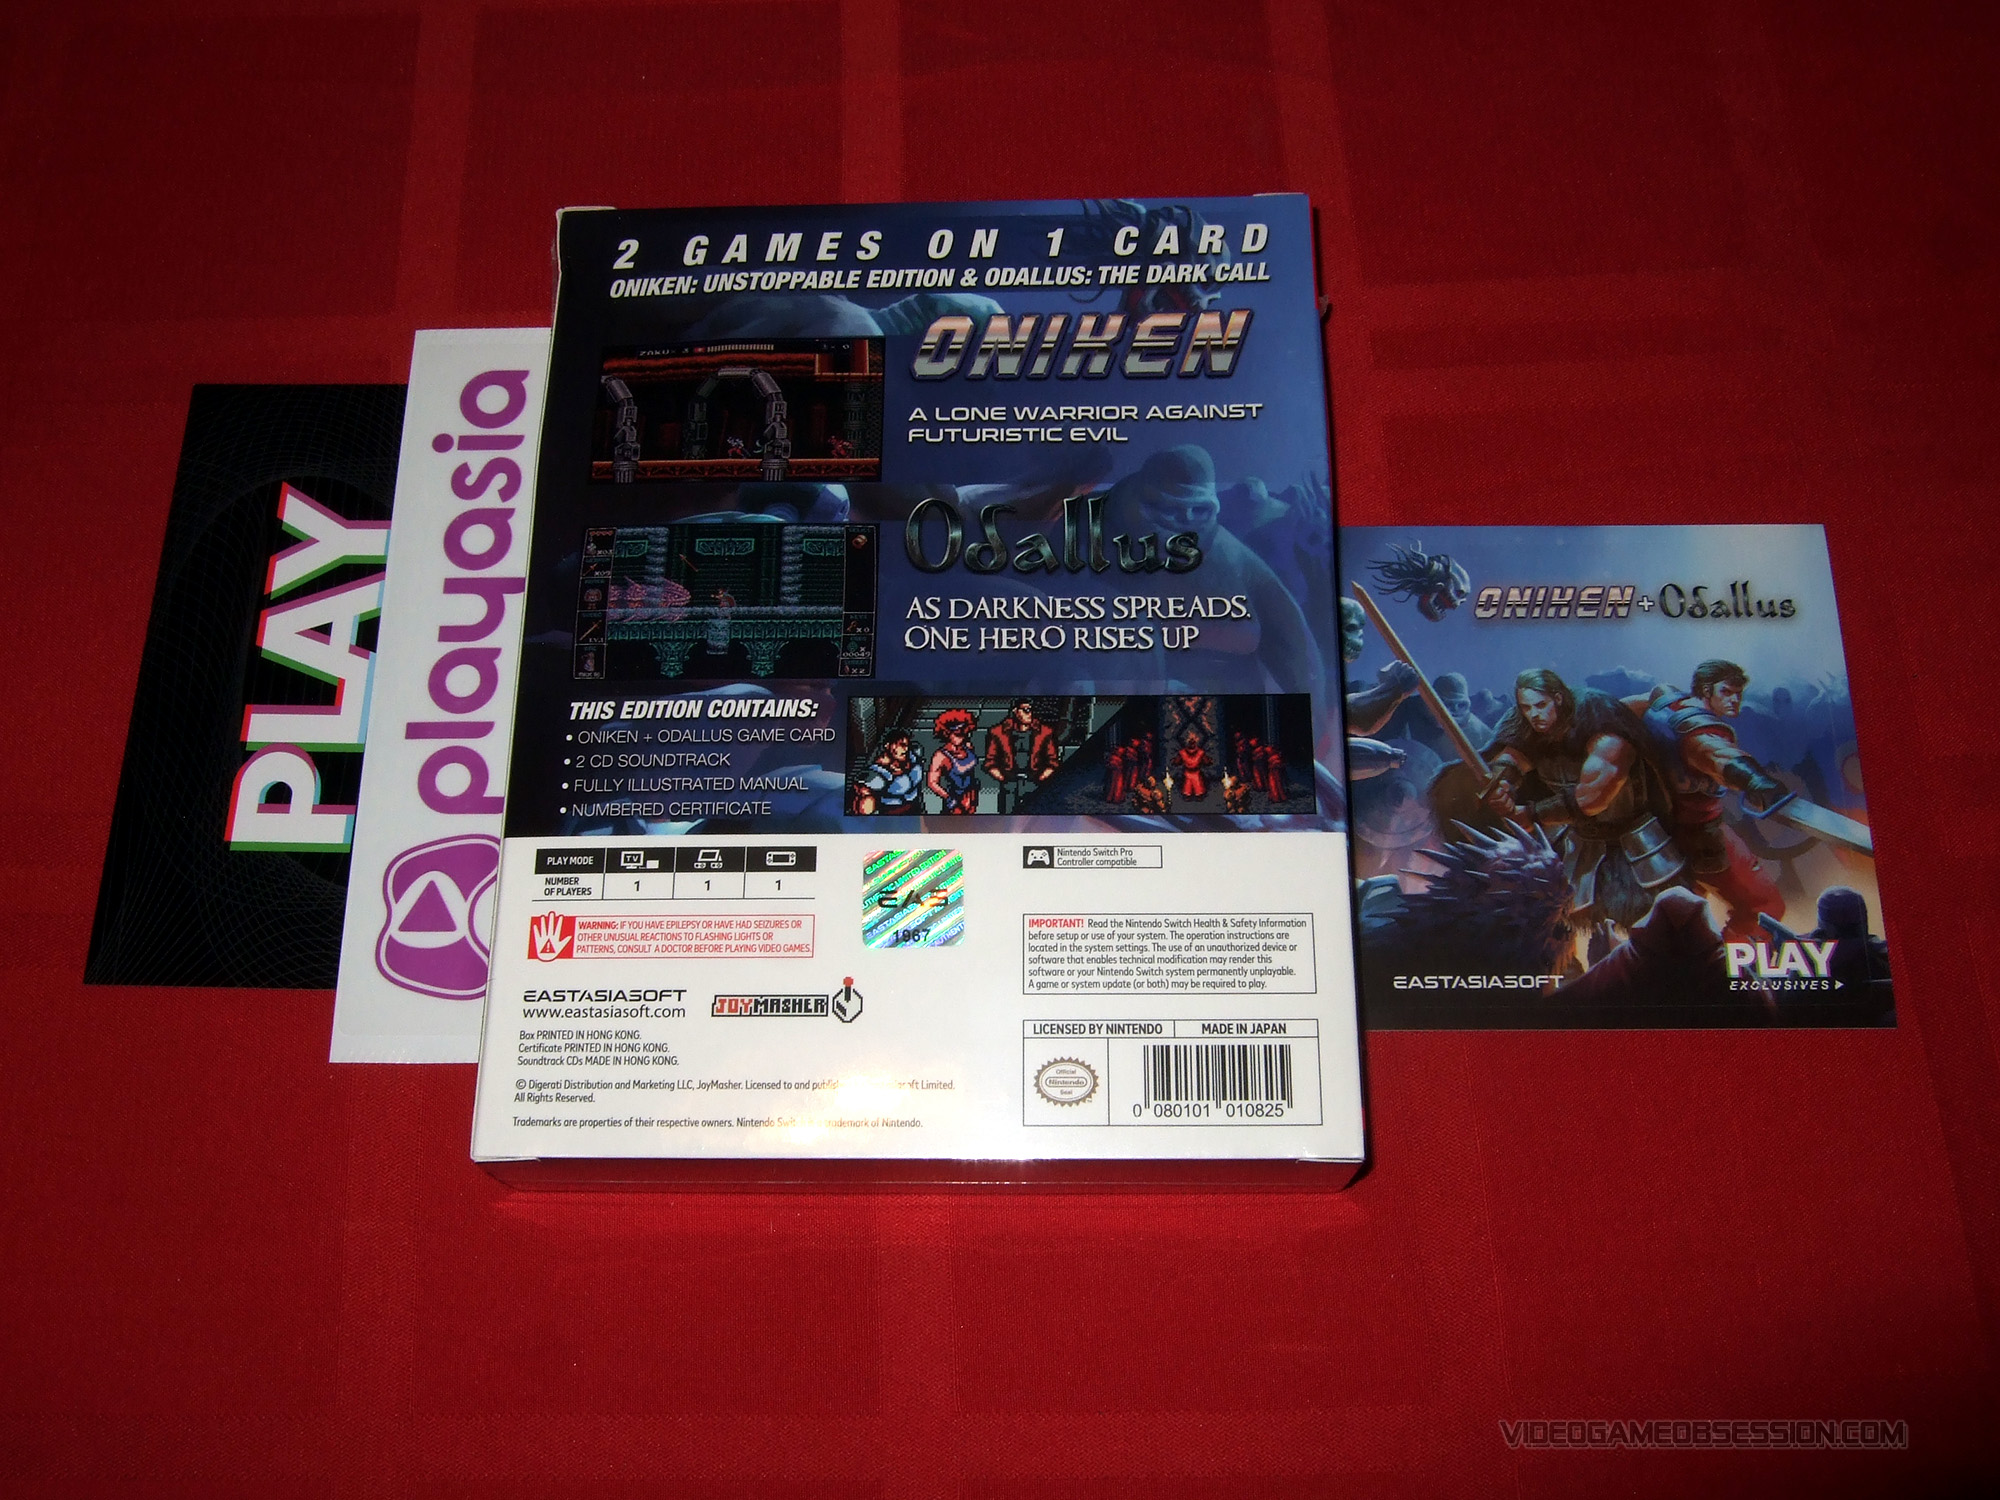 2 GAMES ON 1 CARD
ONIKEN: UNSTOPPABLE EDITION & ODALLUS: THE DARK CALL
ONIKEN
A LONE WARRIOR AGAINST
FUTURISTIC EVIL
Odallus
AS DARKNESS SPREADS,
ONE HERO RISES UP
THIS EDITION CONTAINS:
• ONIKEN + ODALLUS GAME CARD
• 2 CD SOUNDTRACK
• FULLY ILLUSTRATED MANUAL
• NUMBERED CERTIFICATE
PLAY MODE
TV
NUMBER
OF PLAYERS
1 1 1
WARNING: IF YOU HAVE EPILEPSY OR HAVE HAD SEIZURES OR
OTHER UNUSUAL REACTIONS TO FLASHING LIGHTS OR
PATTERNS, CONSULT A DOCTOR BEFORE PLAYING VIDEO GAMES.
EAS
1967
Nintendo Switch Pro
Controller compatible
IMPORTANT! Read the Nintendo Switch Health & Safety Information
before setup or use of your system. The operation instructions are
located in the system settings. The use of an unauthorized device or
software that enables technical modification may render this
software or your Nintendo Switch system permanently unplayable.
A game or system update (or both) may be required to play.
EASTASIASOFT
www.eastasiasoft.com
JOYMASHER
Box PRINTED IN HONG KONG.
Certificate PRINTED IN HONG KONG.
Soundtrack CDs MADE IN HONG KONG.
© Digerati Distribution and Marketing LLC, JoyMasher. Licensed to and Limited.
All Rights Reserved.
Trademarks are properties of their respective owners. Nintendo of Nintendo.
LICENSED BY NINTENDO
MADE IN JAPAN
Official
Nintendo
Seal
0 080101 010825
PLAY
playasia
ONIKEN + Odallus
EASTASIASOFT
PLAY
EXCLUSIVES
VIDEOGAMEOBSESSION.COM